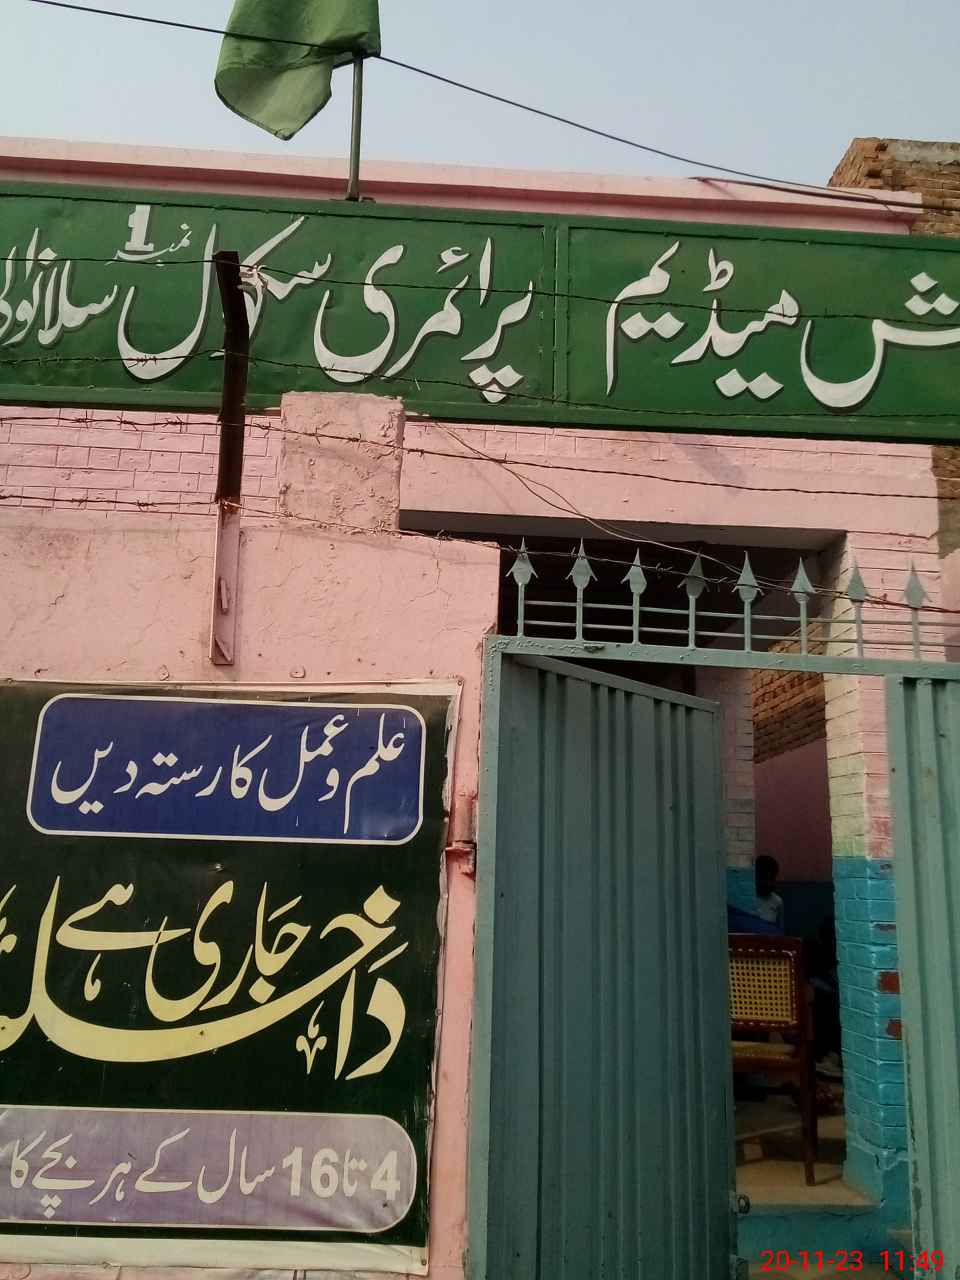 ش میڈیم پرائمری سکول نمبر 1 سلانوالی
علم و عمل کا رستہ دیں
داخلہ جاری ہے
4 تا 16 سال کے ہر بچے کا
20-11-23 11:49